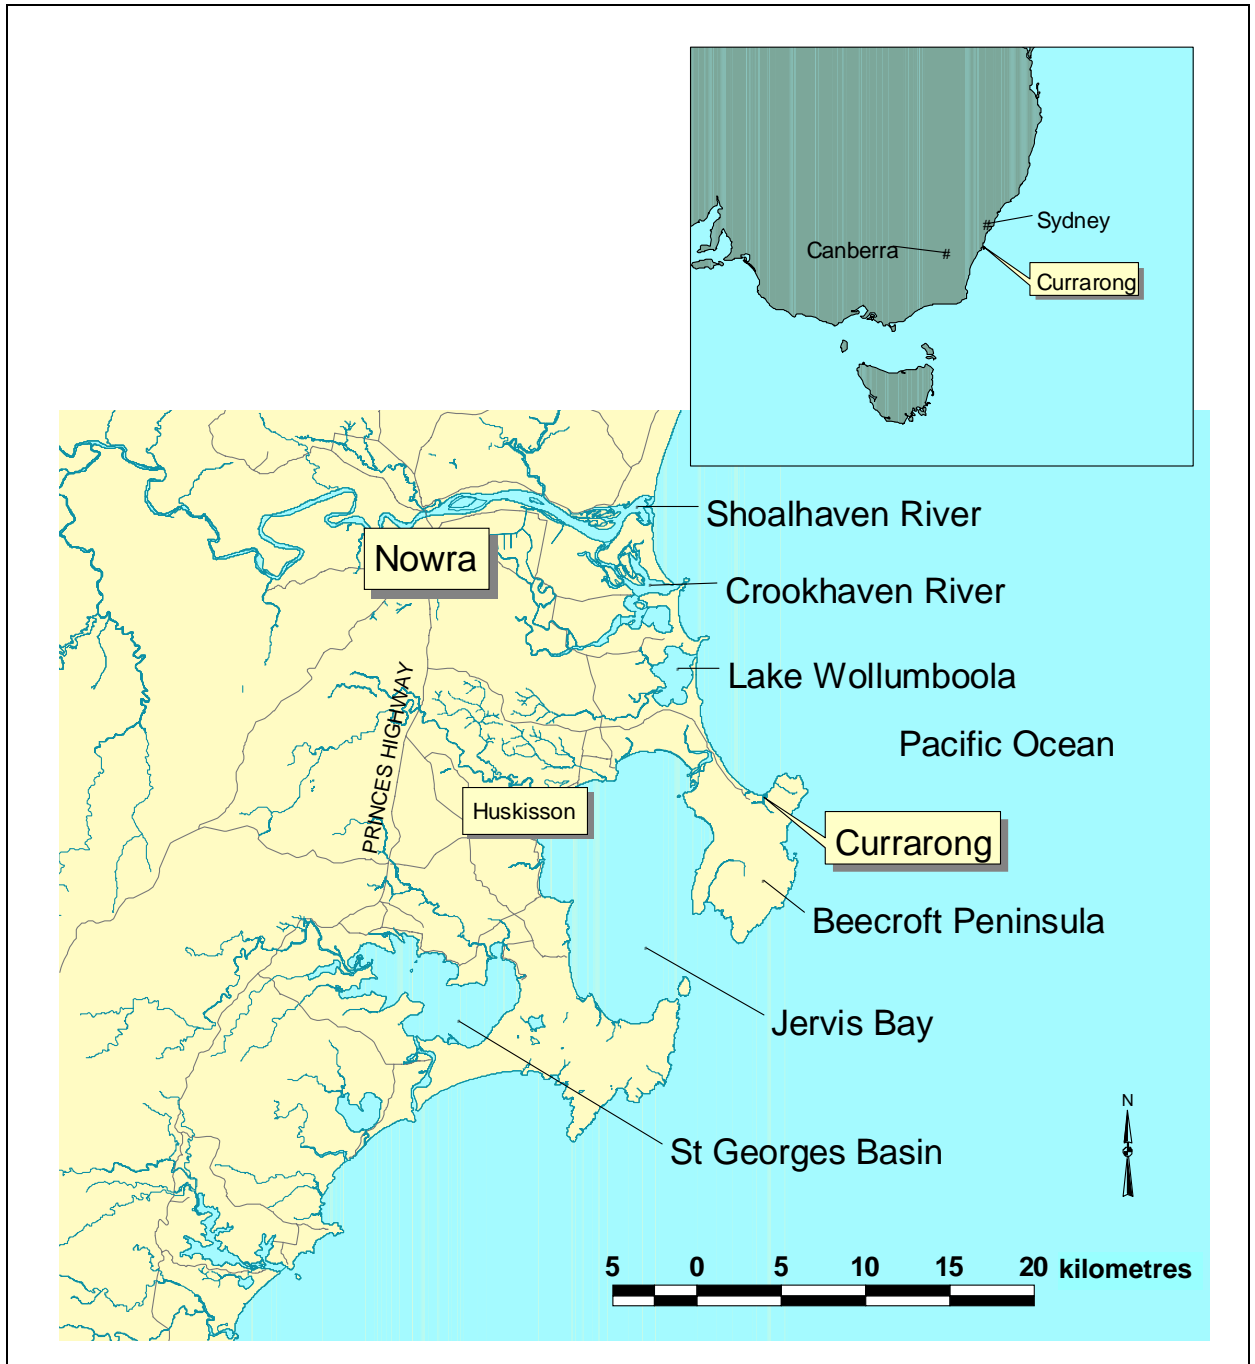 Sydney
Canberra #
#
Currarong
Shoalhaven River
Nowra
Crookhaven River
Lake Wollumboola
PRINCES HIGHWAY
Pacific Ocean
Huskisson
Currarong
Beecroft Peninsula
Jervis Bay
N
St Georges Basin
5 0 5 10 15 20 kilometres